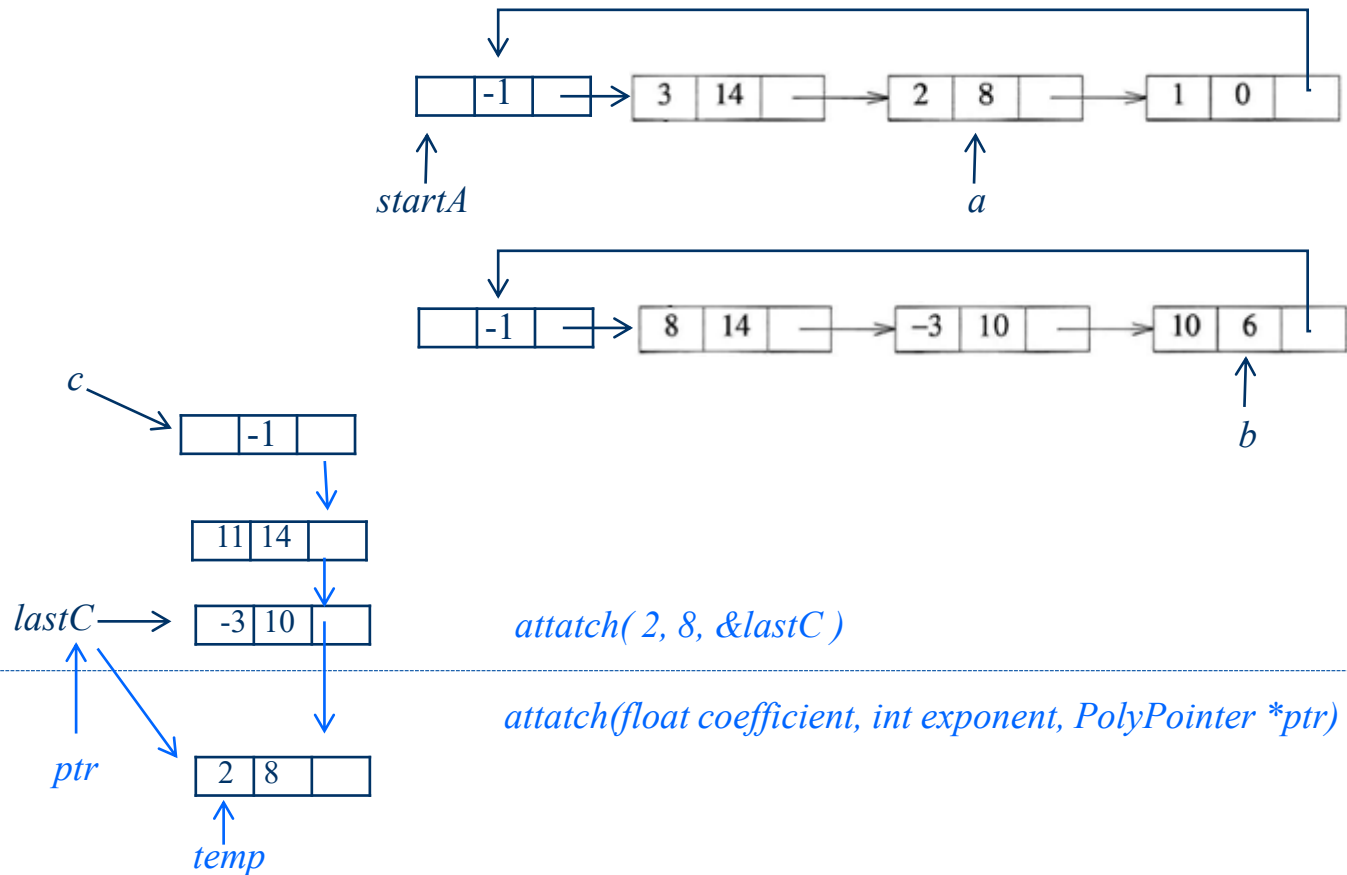 -1 3 14 2 8 1 0
startA a
-1 8 14 -3 10 10 6
c
b
-1
11 14
lastC -3 10 attatch( 2, 8, &lastC )
attatch(float coefficient, int exponent, PolyPointer *ptr)
ptr 2 8
temp